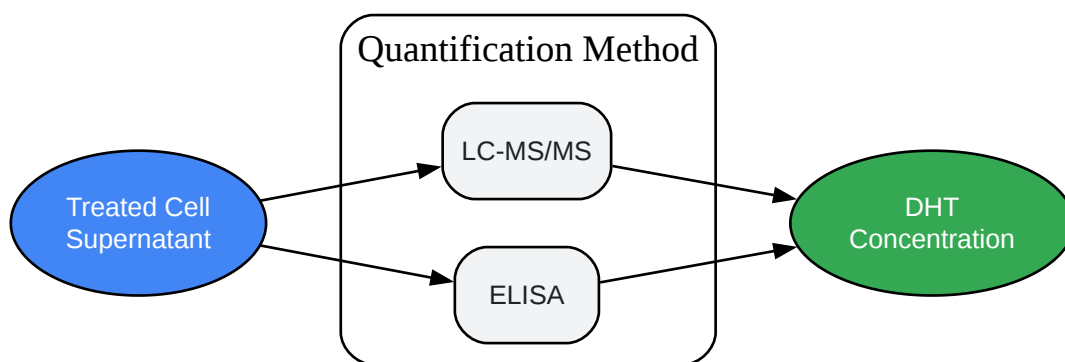 Quantification Method
LC-MS/MS
Treated Cell
Supernatant
DHT
Concentration
ELISA